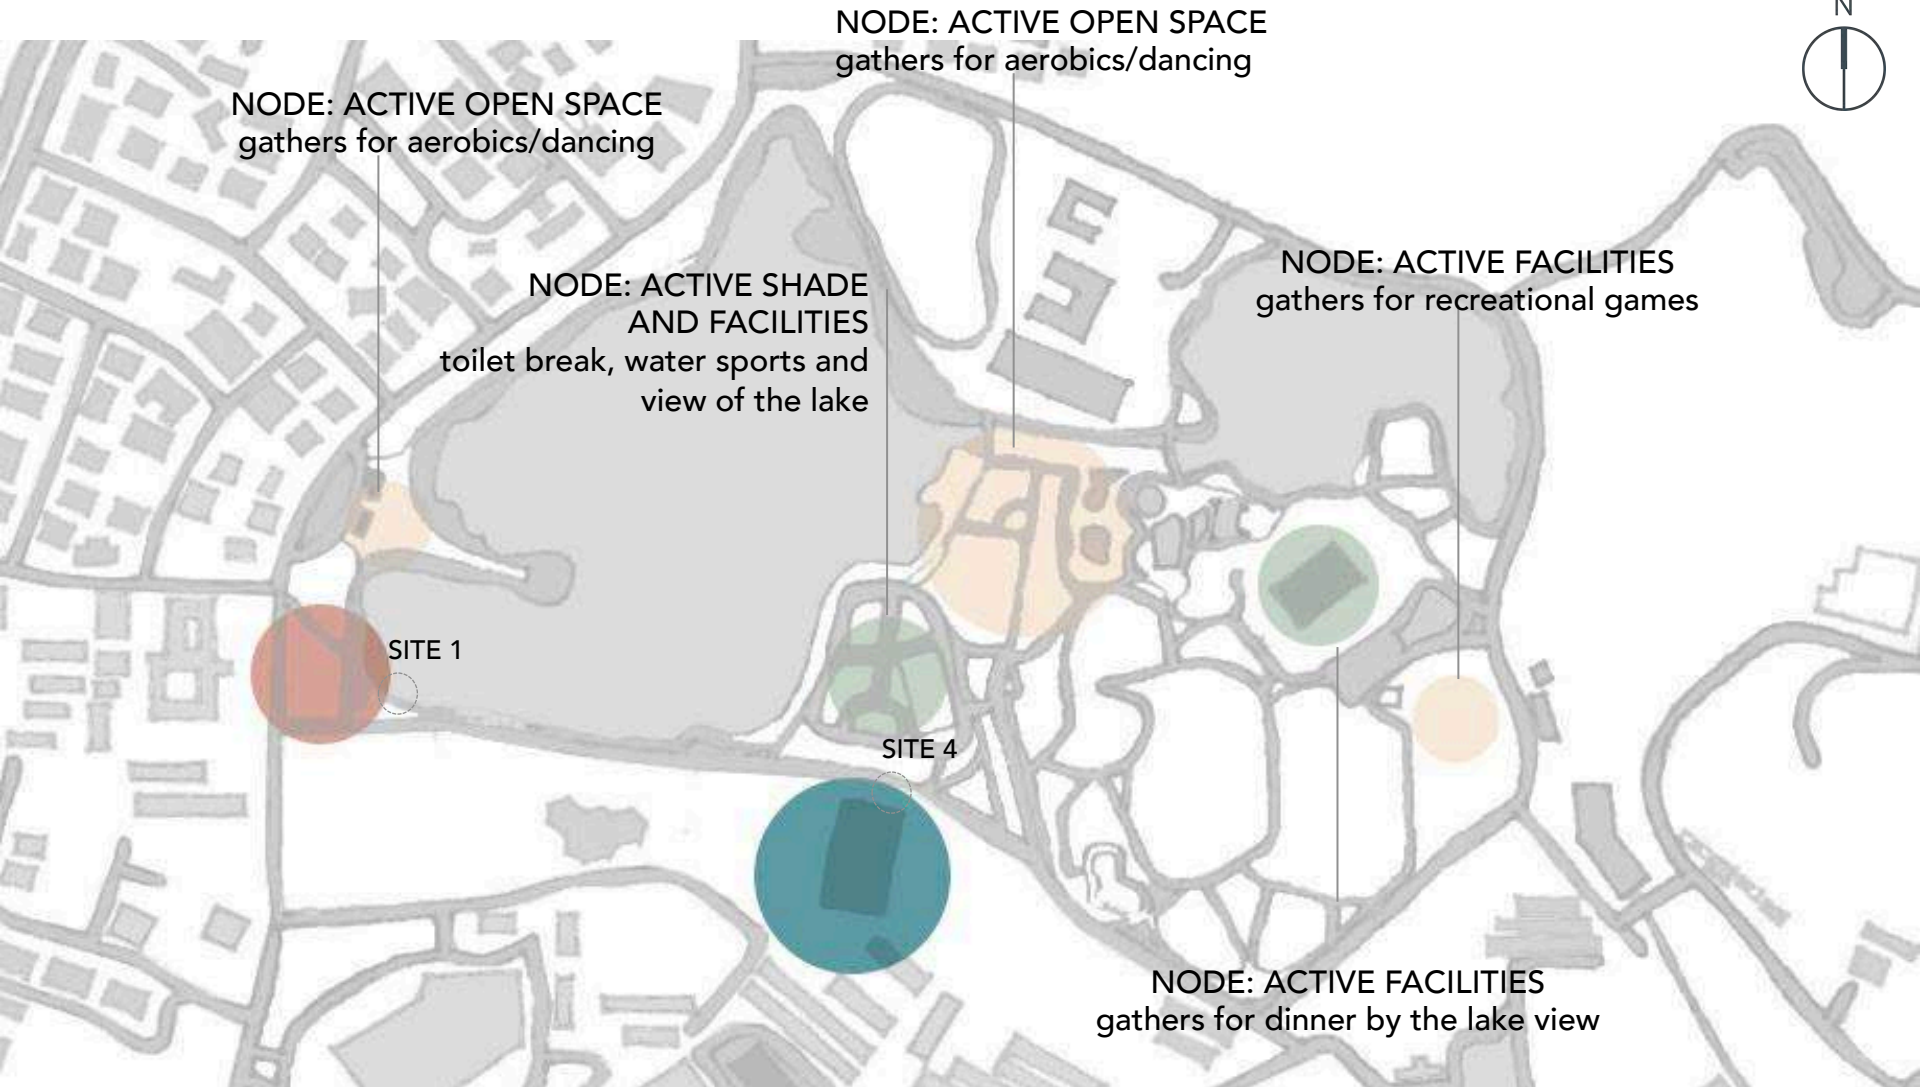 N
NODE: ACTIVE OPEN SPACE
gathers for aerobics/dancing
NODE: ACTIVE OPEN SPACE
gathers for aerobics/dancing
NODE: ACTIVE FACILITIES
gathers for recreational games
NODE: ACTIVE SHADE
AND FACILITIES
toilet break, water sports and
view of the lake
SITE 1
SITE 4
NODE: ACTIVE FACILITIES
gathers for dinner by the lake view